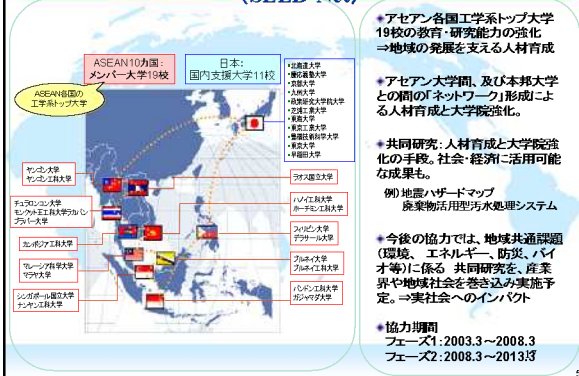 (SEED-Net)
ASEAN10カ国：
メンバー大学19校
日本：
国内支援大学11校
ASEAN各国の
工学系トップ大学
・北海道大学
・慶応義塾大学
・京都大学
・九州大学
・政策研究大学院大学
・芝浦工業大学
・東海大学
・東京工業大学
・豊橋技術科学大学
・東京大学
・早稲田大学
ヤンゴン大学
ヤンゴン工科大学
チュラロンコン大学
モンクット王工科大学ラカバン
ブラパー大学
カンボジア工科大学
マレーシア科学大学
マラヤ大学
シンガポール国立大学
ナンヤン工科大学
ラオス国立大学
ハノイ工科大学
ホーチミン工科大学
フィリピン大学
デラサール大学
ブルネイ大学
ブルネイ工科大学
バンドン工科大学
ガジャマダ大学
アセアン各国工学系トップ大学
19校の教育・研究能力の強化
⇒地域の発展を支える人材育成
アセアン大学間、及び本邦大学
との間の「ネットワーク」形成によ
る人材育成と大学院強化。
共同研究：人材育成と大学院強
化の手段。社会・経済に活用可能
な成果も。
例）地震ハザードマップ
廃棄物活用型汚水処理システム
今後の協力では、地域共通課題
（環境、エネルギー、防災、バイ
オ等）に係る 共同研究を、産業
界や地域社会を巻き込み実施予
定。⇒実社会へのインパクト
協力期間
フェーズ1：2003.3～2008.3
フェーズ2：2008.3～2013.3